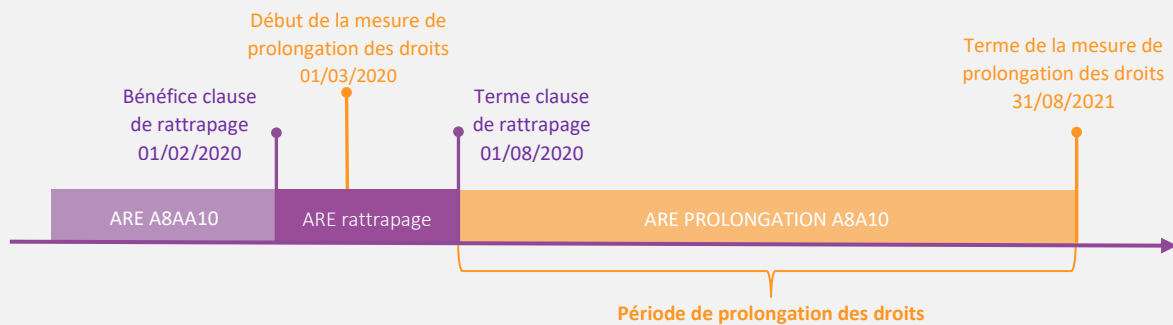 Début de la mesure de
prolongation des droits
01/03/2020
Terme de la mesure de
prolongation des droits
31/08/2021
Bénéfice clause
de rattrapage
01/02/2020
Terme clause
de rattrapage
01/08/2020
ARE A8AA10
ARE rattrapage
ARE PROLONGATION A8A10
Période de prolongation des droits